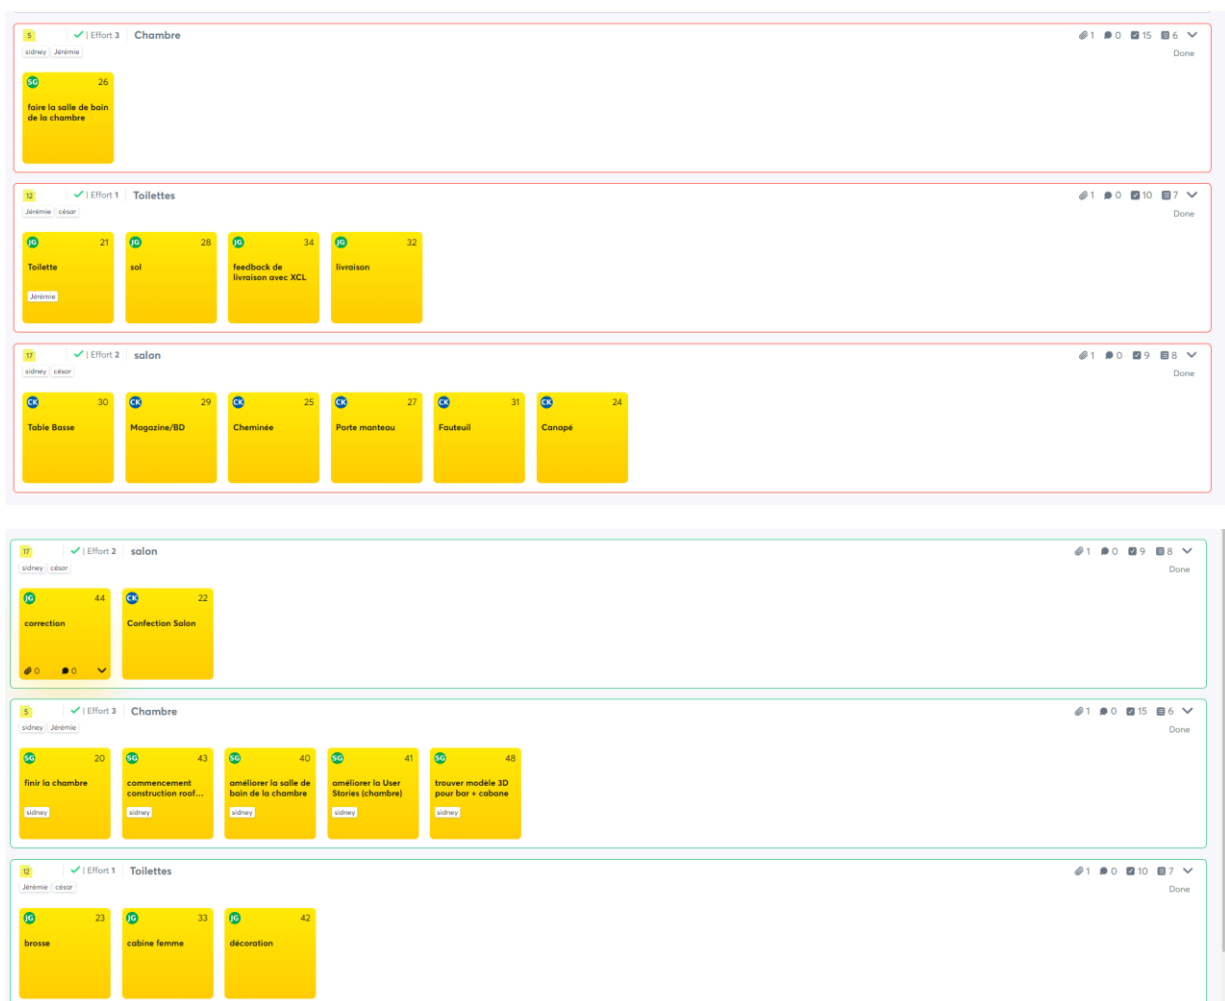 5 | Effort 3 Chambre 1 0 15 6
sidney Jérémie Done
SG 26
faire la salle de bain
de la chambre
12 | Effort 1 Toilettes 1 0 10 7
Jérémie césar Done
JG 21 JG 28 JG 34 JG 32
Toilette sol feedback de livraison
livraison avec XCL
Jérémie
17 | Effort 2 salon 1 0 9 8
sidney césar Done
CK 30 CK 29 CK 25 CK 27 CK 31 CK 24
Table Basse Magazine/BD Cheminée Porte manteau Fauteuil Canapé
17 | Effort 2 salon 1 0 9 8
sidney césar Done
JG 44 CK 22
correction Confection Salon
0 0
5 | Effort 3 Chambre 1 0 15 6
sidney Jérémie Done
SG 20 SG 43 SG 40 SG 41 SG 48
finir la chambre commencement améliorer la salle de améliorer la User trouver modèle 3D
construction roof... bain de la chambre Stories (chambre) pour bar + cabane
sidney sidney sidney sidney sidney
12 | Effort 1 Toilettes 1 0 10 7
Jérémie césar Done
JG 23 JG 33 JG 42
brosse cabine femme décoration